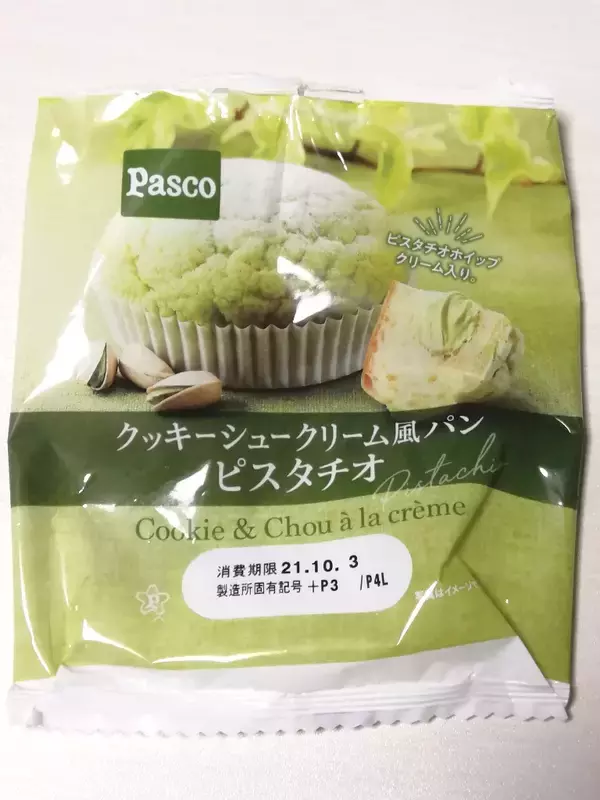 Pasco
ピスタチオホイップ
クリーム入り。
クッキーシュークリーム風パン
ピスタチオ
Pistachi
Cookie & Chou à la crème
消費期限 21.10. 3
製造所固有記号 +P3 /P4L
写真はイメージ